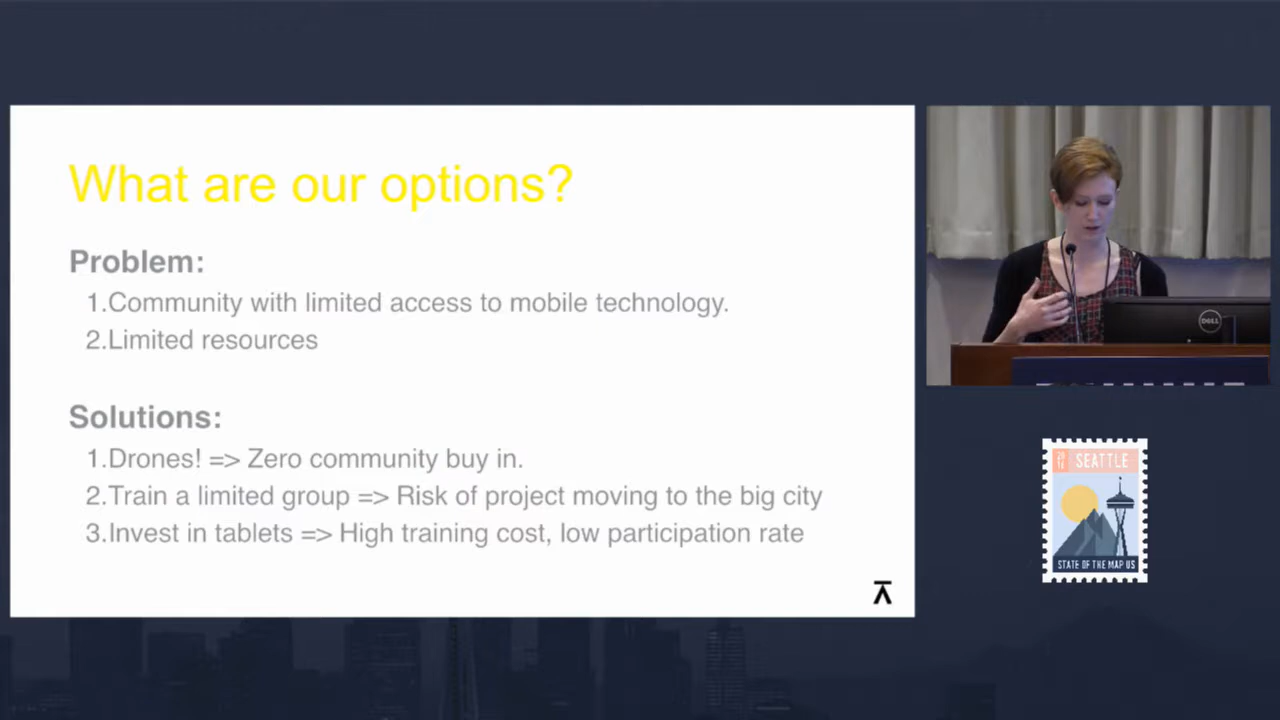 What are our options?
Problem:
1.Community with limited access to mobile technology.
2.Limited resources
Solutions:
1.Drones! => Zero community buy in.
2.Train a limited group => Risk of project moving to the big city
3.Invest in tablets => High training cost, low participation rate
DELL
SEATTLE
STATE OF THE MAP US